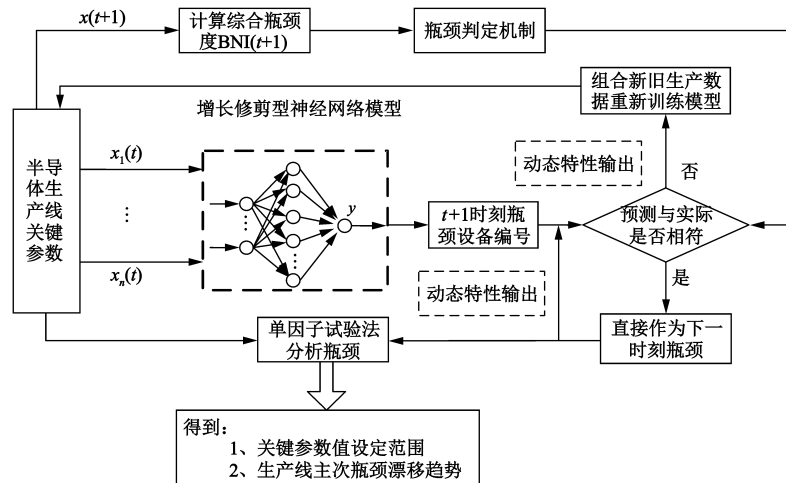 x(t+1)
计算综合瓶颈
度BNI(t+1)
瓶颈判定机制
组合新旧生产数
据重新训练模型
增长修剪型神经网络模型
半导
体生
产线
关键
参数
x₁(t)
⋮
xₙ(t)
⋮
⋮
y
t+1时刻瓶
颈设备编号
动态特性输出
否
预测与实际
是否相符
是
动态特性输出
直接作为下一
时刻瓶颈
单因子试验法
分析瓶颈
得到：
1、关键参数值设定范围
2、生产线主次瓶颈漂移趋势